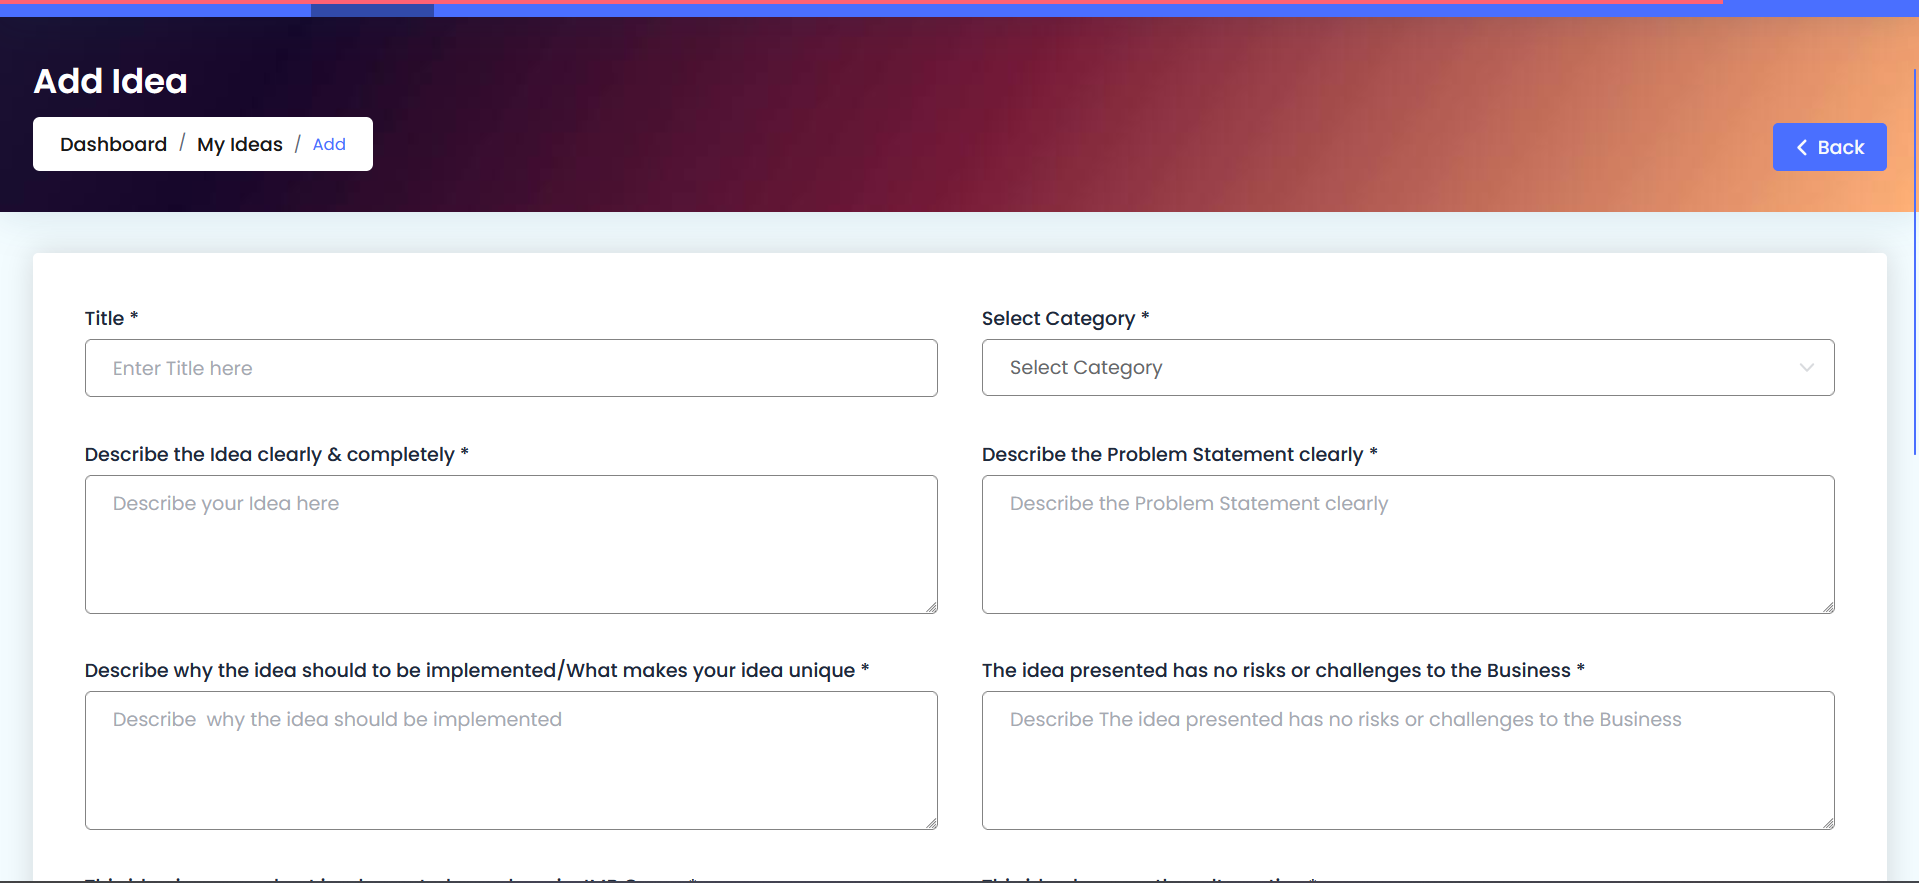 Add Idea
Dashboard / My Ideas / Add
Back
Title *
Select Category *
Enter Title here
Select Category
Describe the Idea clearly & completely *
Describe the Problem Statement clearly *
Describe your Idea here
Describe the Problem Statement clearly
Describe why the idea should to be implemented/What makes your idea unique *
The idea presented has no risks or challenges to the Business *
Describe  why the idea should be implemented
Describe The idea presented has no risks or challenges to the Business